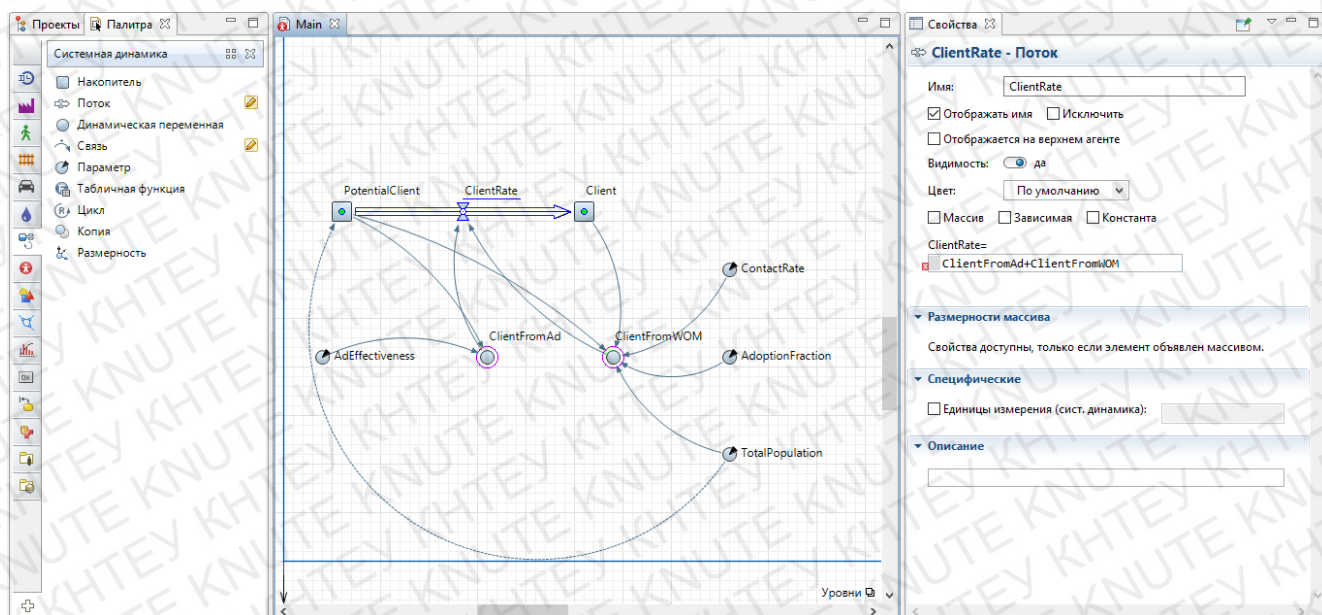 Проекты
Палитра
Main
Свойства
Системная динамика
Накопитель
Поток
Динамическая переменная
Связь
Параметр
Табличная функция
Цикл
Копия
Размерность
PotentialClient
ClientRate
Client
ContactRate
ClientFromAd
ClientFromWOM
AdEffectiveness
AdoptionFraction
TotalPopulation
Уровни
ClientRate - Поток
Имя: ClientRate
Отображать имя Исключить
Отображается на верхнем агенте
Видимость: да
Цвет: По умолчанию
Массив Зависимая Константа
ClientRate=
ClientFromAd+ClientFromWOM
Размерности массива
Свойства доступны, только если элемент объявлен массивом.
Специфические
Единицы измерения (сист. динамика):
Описание